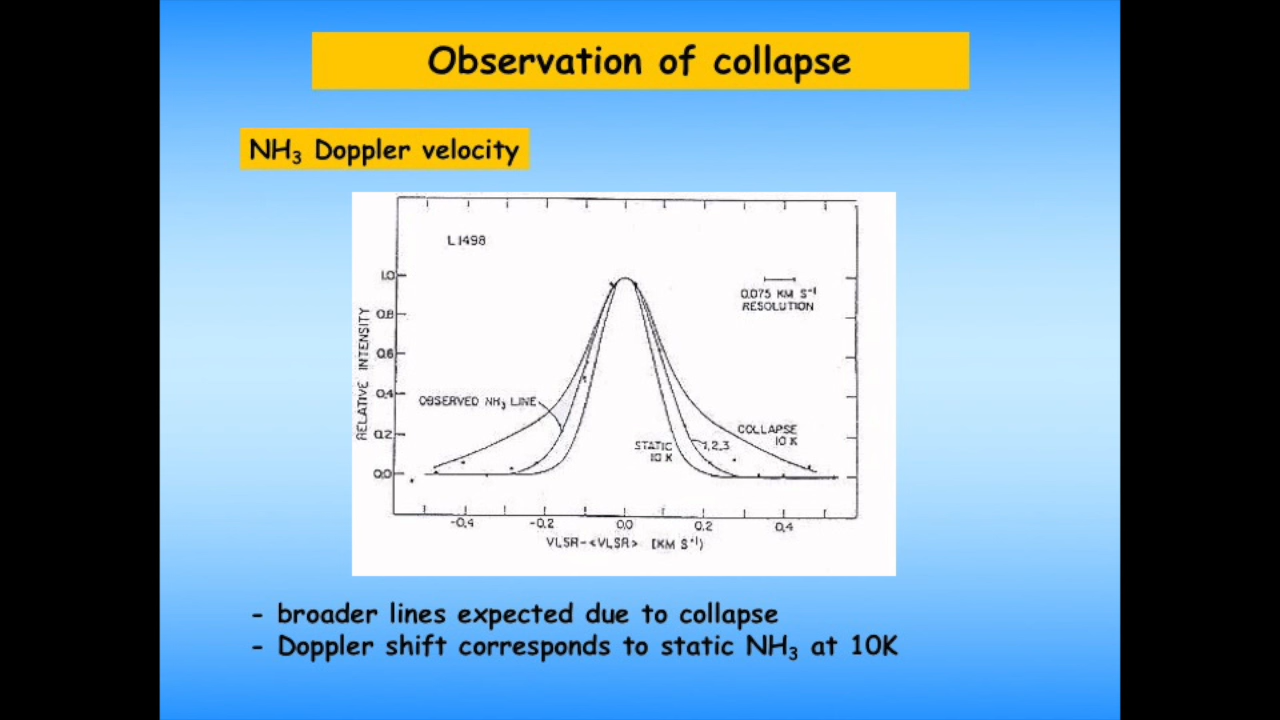 Observation of collapse
NH₃ Doppler velocity
L1498
1.0
0.8
0.6
0.4
0.2
0.0
RELATIVE INTENSITY
0.075 KM S⁻¹
RESOLUTION
OBSERVED NH₃ LINE
STATIC
10 K
1,2,3
COLLAPSE
10 K
-0.4
-0.2
0.0
0.2
0.4
VLSR-<VLSR> [KM S⁻¹)
- broader lines expected due to collapse
- Doppler shift corresponds to static NH₃ at 10K